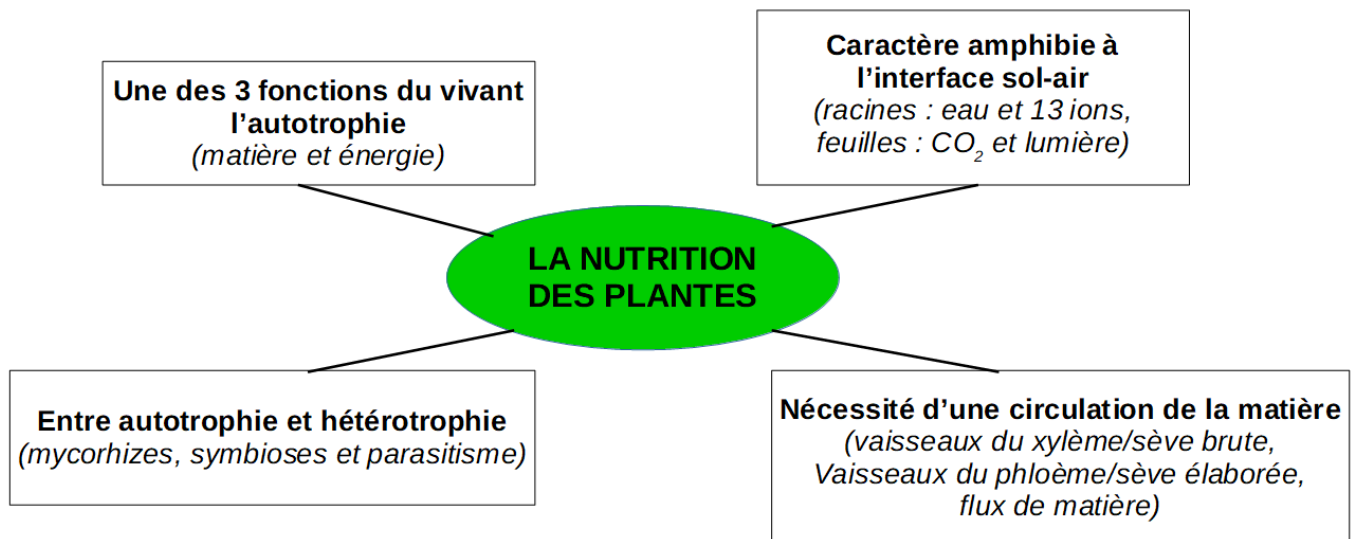 Une des 3 fonctions du vivant
l’autotrophie
(matière et énergie)
Caractère amphibie à
l’interface sol-air
(racines : eau et 13 ions,
feuilles : CO2 et lumière)
LA NUTRITION
DES PLANTES
Entre autotrophie et hétérotrophie
(mycorhizes, symbioses et parasitisme)
Nécessité d’une circulation de la matière
(vaisseaux du xylème/sève brute,
Vaisseaux du phloème/sève élaborée,
flux de matière)